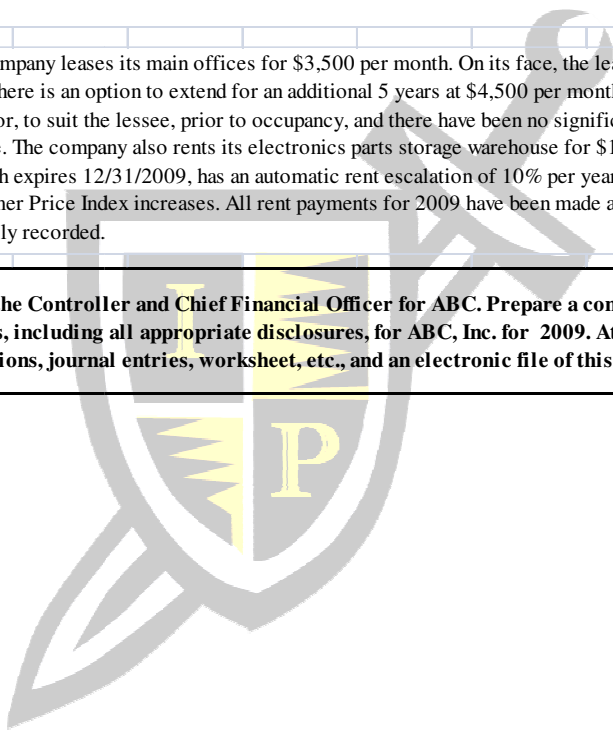 mpany leases its main offices for $3,500 per month. On its face, the lea
here is an option to extend for an additional 5 years at $4,500 per mont
or, to suit the lessee, prior to occupancy, and there have been no signific
e. The company also rents its electronics parts storage warehouse for $1
h expires 12/31/2009, has an automatic rent escalation of 10% per year
ner Price Index increases. All rent payments for 2009 have been made a
ly recorded.
he Controller and Chief Financial Officer for ABC. Prepare a com
s, including all appropriate disclosures, for ABC, Inc. for 2009. At
ions, journal entries, worksheet, etc., and an electronic file of this
I
P